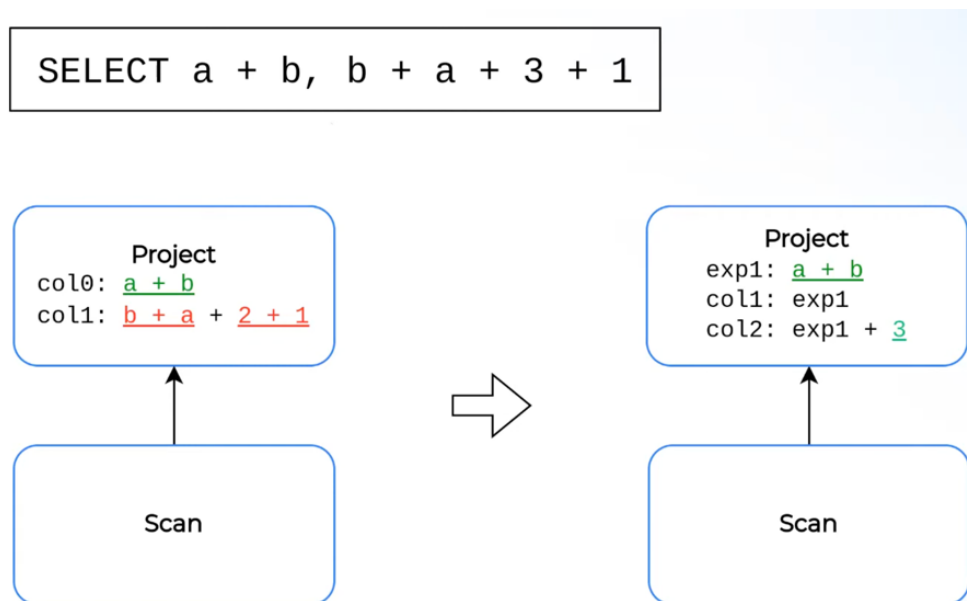 SELECT a + b, b + a + 3 + 1
Project
col0: a + b
col1: b + a + 2 + 1
Scan
Project
exp1: a + b
col1: exp1
col2: exp1 + 3
Scan